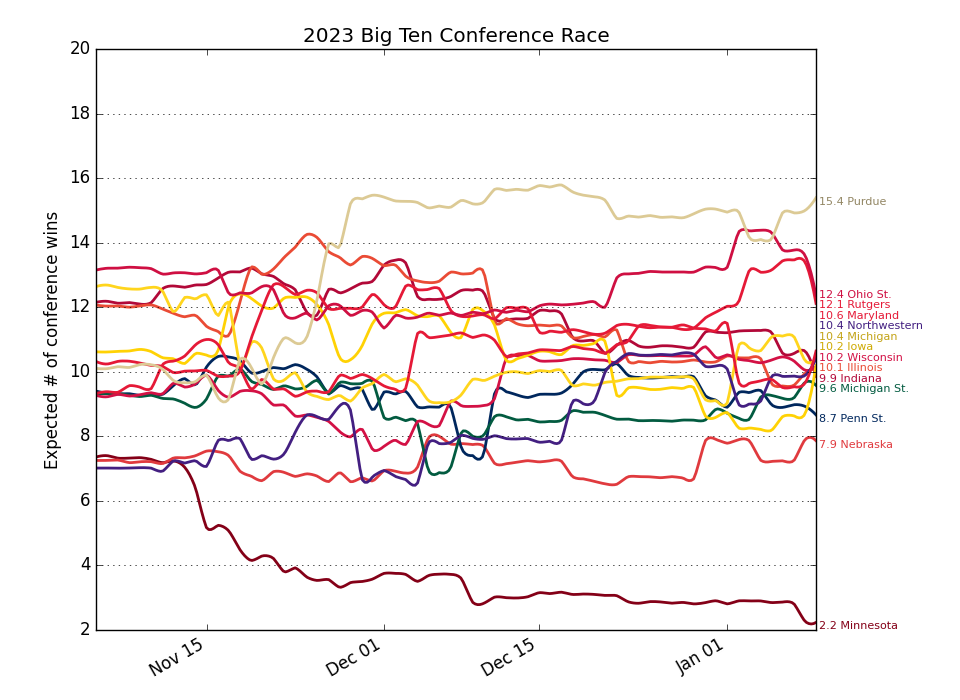 2023 Big Ten Conference Race
Expected # of conference wins
20
18
16
14
12
10
8
6
4
2
Nov 15
Dec 01
Dec 15
Jan 01
15.4 Purdue
12.4 Ohio St.
12.1 Rutgers
10.6 Maryland
10.4 Northwestern
10.4 Michigan
10.2 Iowa
10.2 Wisconsin
10.1 Illinois
9.9 Indiana
9.6 Michigan St.
8.7 Penn St.
7.9 Nebraska
2.2 Minnesota